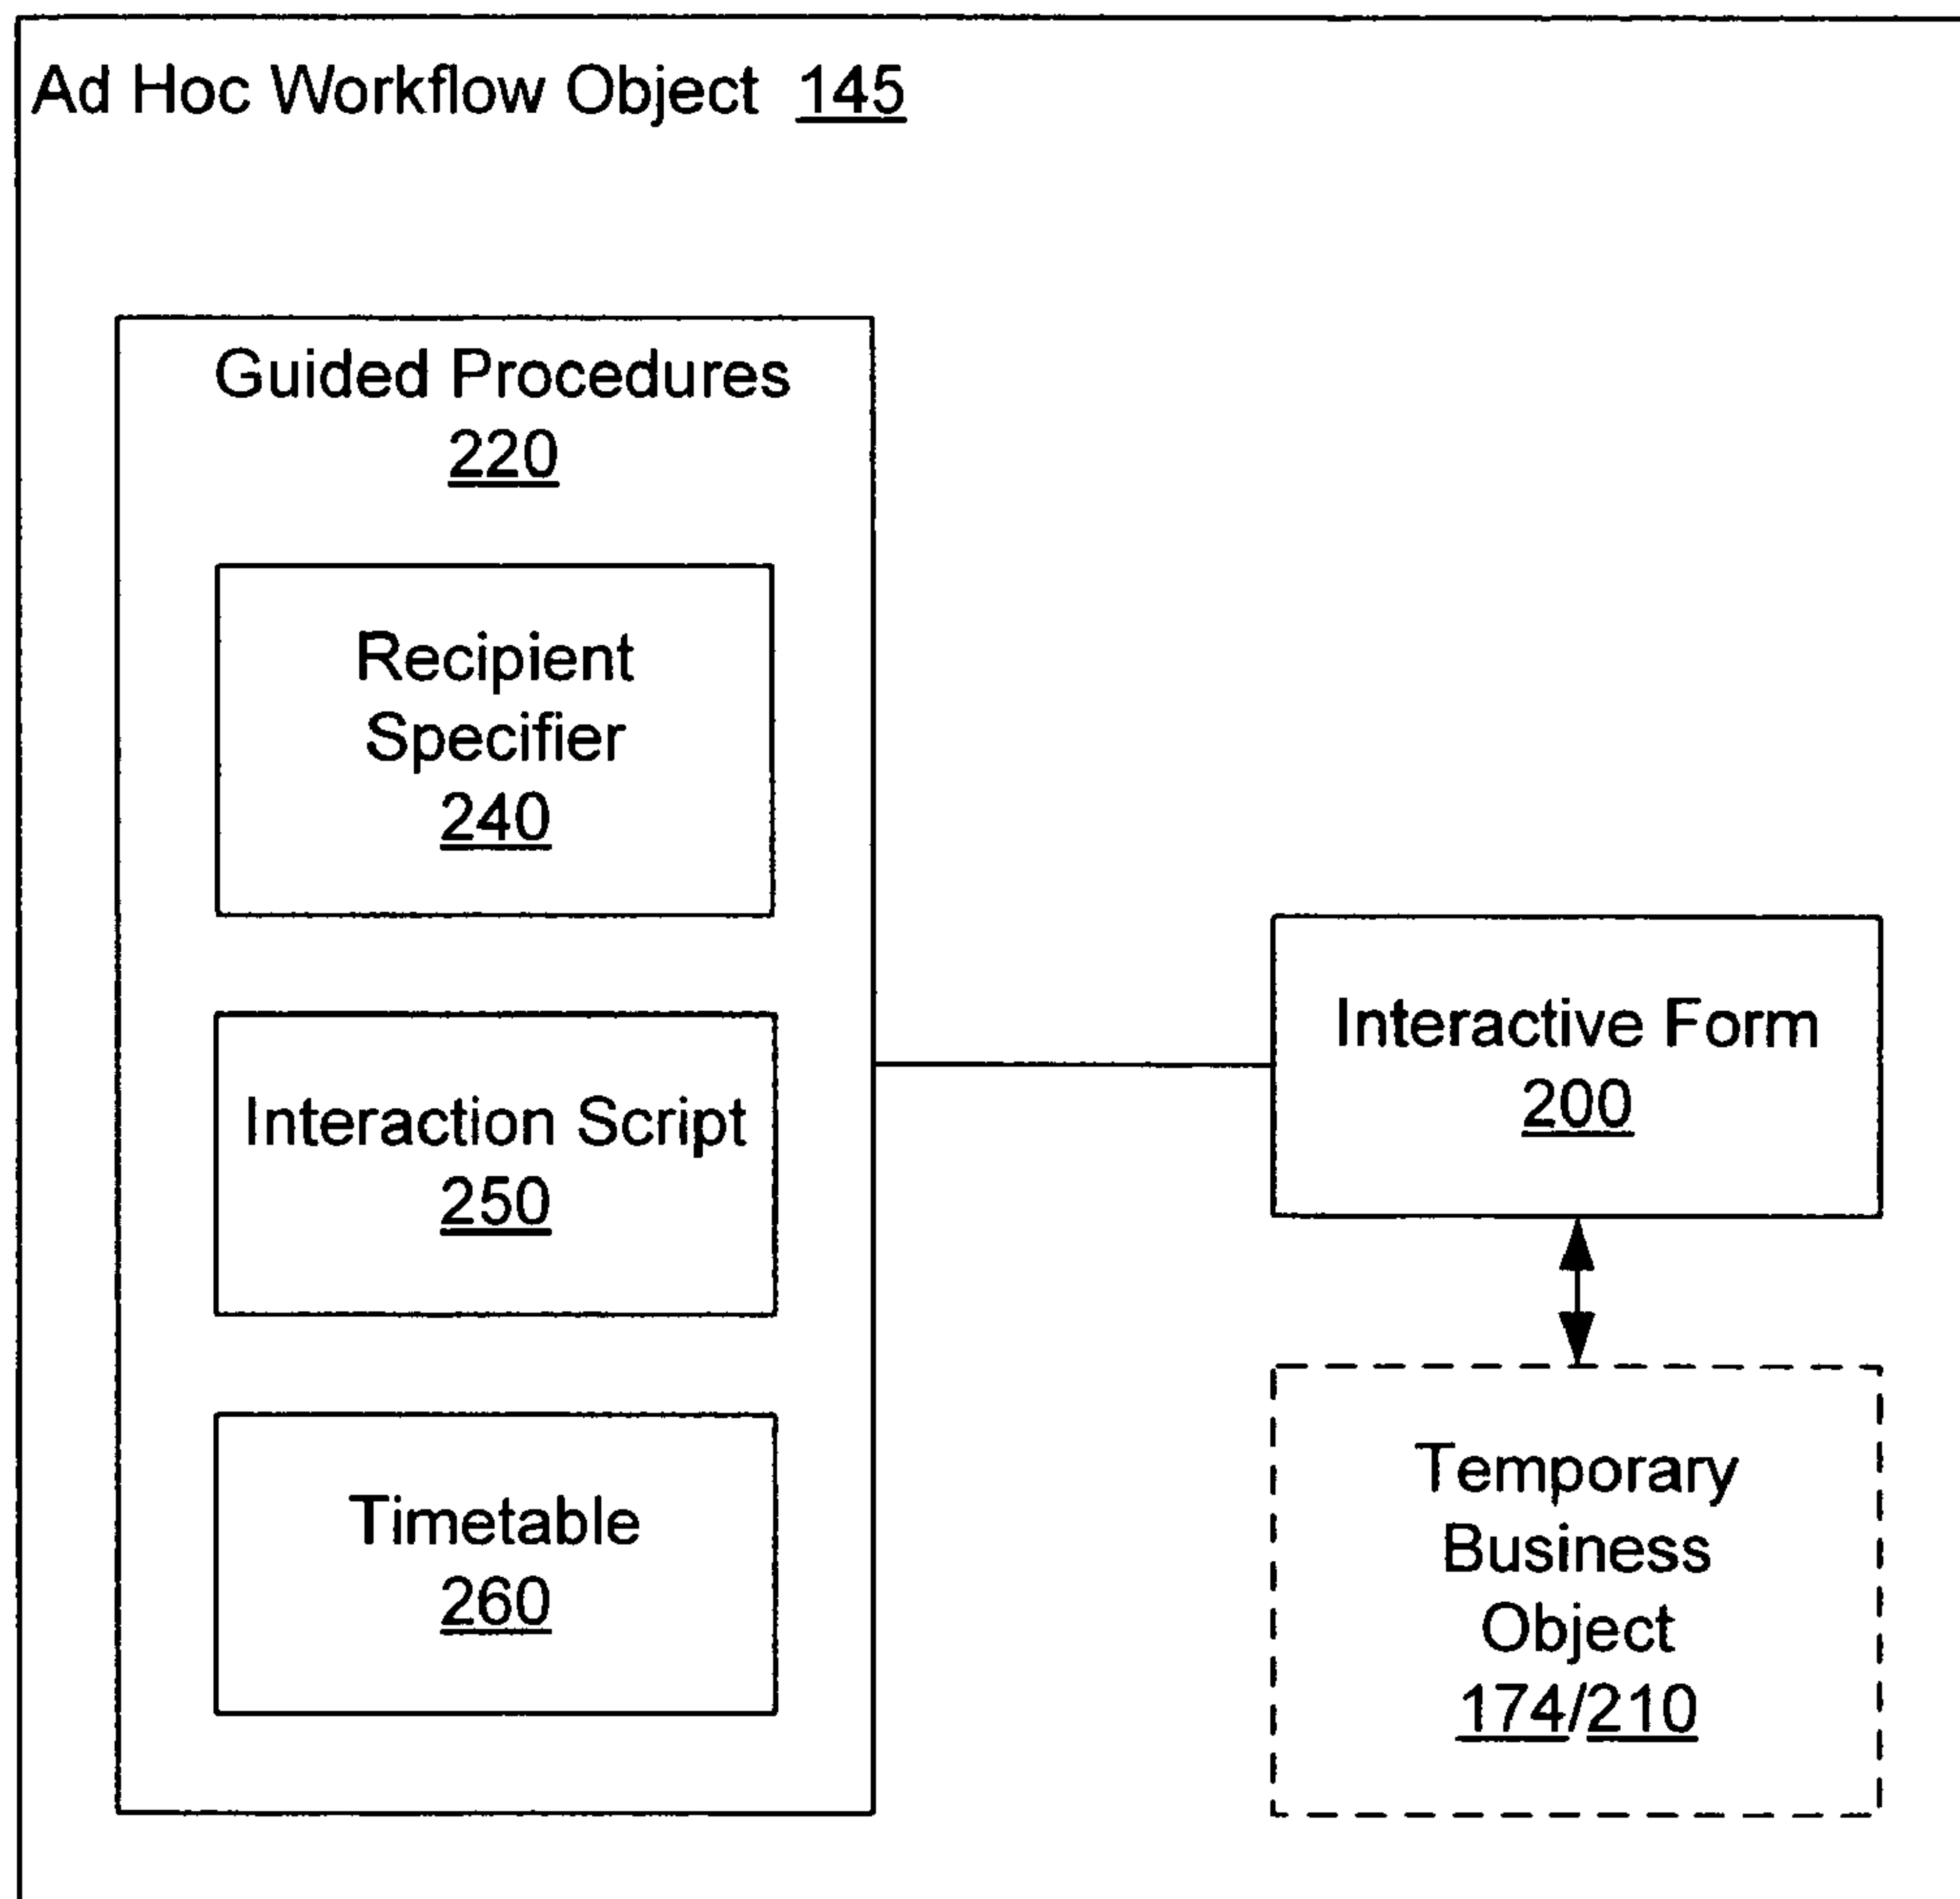 Ad Hoc Workflow Object 145
Guided Procedures
220
Recipient
Specifier
240
Interaction Script
250
Timetable
260
Interactive Form
200
Temporary
Business
Object
174/210